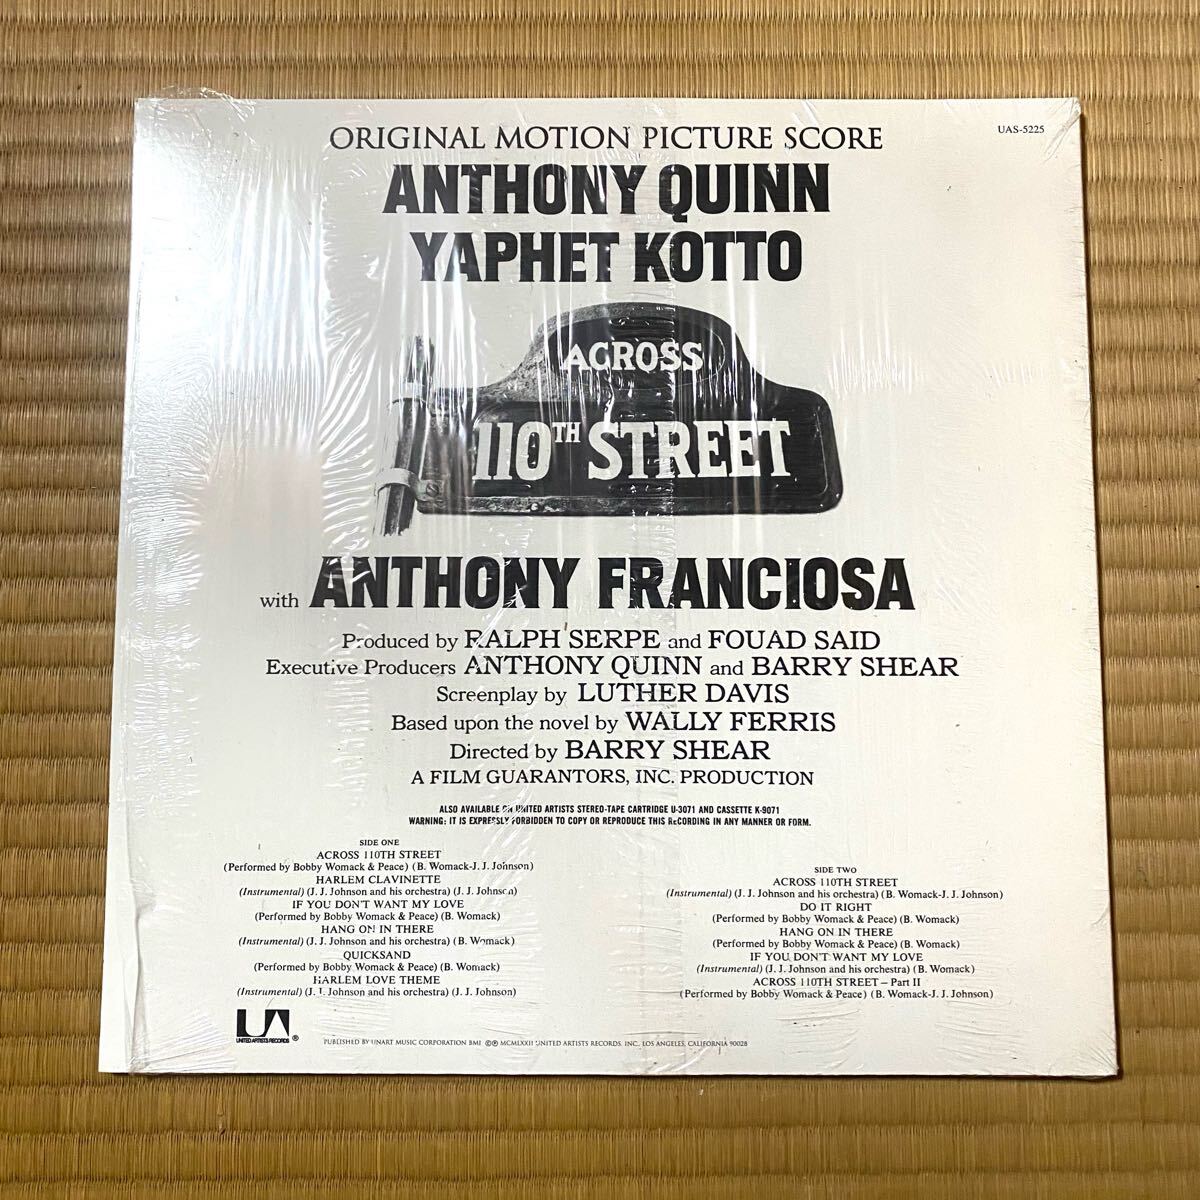 ORIGINAL MOTION PICTURE SCORE
UAS-5225
ANTHONY QUINN
YAPHET KOTTO
ACROSS
110TH STREET
with ANTHONY FRANCIOSA
Produced by RALPH SERPE and FOUAD SAID
Executive Producers ANTHONY QUINN and BARRY SHEAR
Screenplay by LUTHER DAVIS
Based upon the novel by WALLY FERRIS
Directed by BARRY SHEAR
A FILM GUARANTORS, INC. PRODUCTION
ALSO AVAILABLE ON UNITED ARTISTS STEREO-TAPE CARTRIDGE U-3071 AND CASSETTE K-9071
WARNING: IT IS EXPRESSLY FORBIDDEN TO COPY OR REPRODUCE THIS RECORDING IN ANY MANNER OR FORM.
SIDE ONE
ACROSS 110TH STREET
(Performed by Bobby Womack & Peace) (B. Womack-J. J. Johnson)
HARLEM CLAVINETTE
(Instrumental) (J. J. Johnson and his orchestra) (J. J. Johnson)
IF YOU DON'T WANT MY LOVE
(Performed by Bobby Womack & Peace) (B. Womack)
HANG ON IN THERE
(Instrumental) (J. J. Johnson and his orchestra) (B. Womack)
QUICKSAND
(Performed by Bobby Womack & Peace) (B. Womack)
HARLEM LOVE THEME
(Instrumental) (J. J. Johnson and his orchestra) (J. J. Johnson)
SIDE TWO
ACROSS 110TH STREET
(Instrumental) (J. J. Johnson and his orchestra) (B. Womack-J. J. Johnson)
DO IT RIGHT
(Performed by Bobby Womack & Peace) (B. Womack)
HANG ON IN THERE
(Performed by Bobby Womack & Peace) (B. Womack)
IF YOU DON'T WANT MY LOVE
(Instrumental) (J. J. Johnson and his orchestra) (B. Womack)
ACROSS 110TH STREET – Part II
(Performed by Bobby Womack & Peace) (B. Womack-J. J. Johnson)
UA
UNITED ARTISTS RECORDS ®
PUBLISHED BY UNART MUSIC CORPORATION BMI ©℗ MCMLXXII UNITED ARTISTS RECORDS, INC., LOS ANGELES, CALIFORNIA 90028